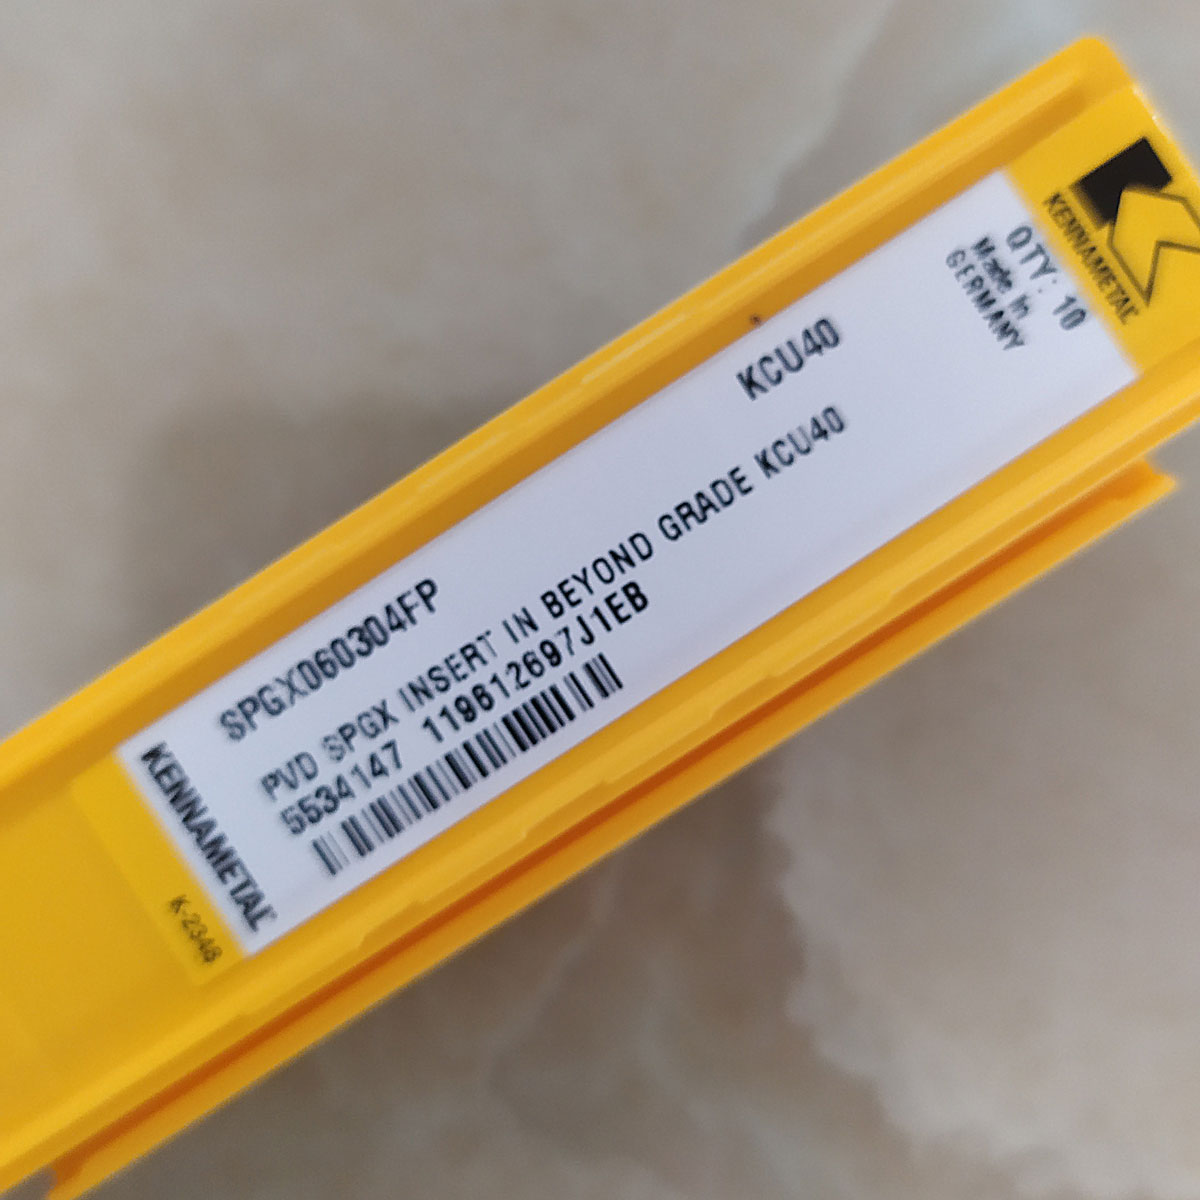 KENNAMETAL
SPGX060304FP KCU40
PVD SPGX INSERT IN BEYOND GRADE KCU40
5534147 119612697J1EB
QTY: 10
Made In
GERMANY
KENNAMETAL
K-2348